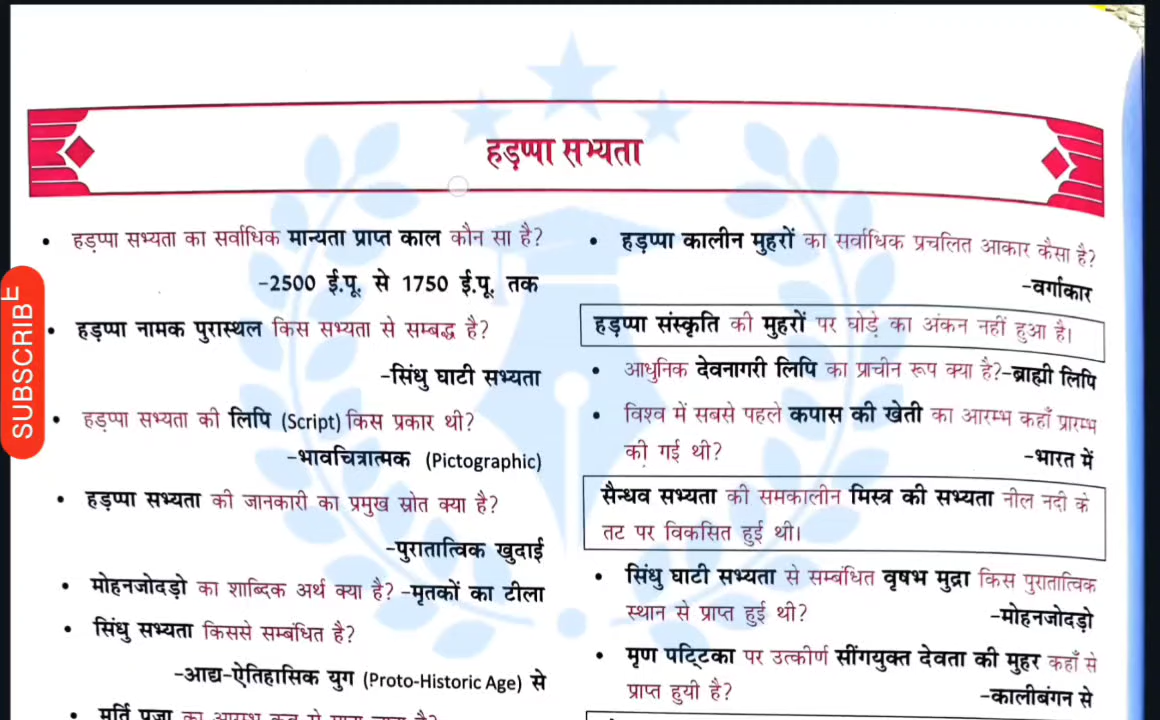 हड़प्पा सभ्यता
SUBSCRIBE
• हड़प्पा सभ्यता का सर्वाधिक मान्यता प्राप्त काल कौन सा है?
-2500 ई.पू. से 1750 ई.पू. तक
• हड़प्पा नामक पुरास्थल किस सभ्यता से सम्बद्ध है?
-सिंधु घाटी सभ्यता
• हड़प्पा सभ्यता की लिपि (Script) किस प्रकार थी?
-भावचित्रात्मक (Pictographic)
• हड़प्पा सभ्यता की जानकारी का प्रमुख स्रोत क्या है?
-पुरातात्विक खुदाई
• मोहनजोदड़ो का शाब्दिक अर्थ क्या है? -मृतकों का टीला
• सिंधु सभ्यता किससे सम्बंधित है?
-आद्य-ऐतिहासिक युग (Proto-Historic Age) से
• मूर्ति पूजा का आरम्भ कब से माना जाता है?
• हड़प्पा कालीन मुहरों का सर्वाधिक प्रचलित आकार कैसा है?
-वर्गाकार
हड़प्पा संस्कृति की मुहरों पर घोड़े का अंकन नहीं हुआ है।
• आधुनिक देवनागरी लिपि का प्राचीन रूप क्या है?-ब्राह्मी लिपि
• विश्व में सबसे पहले कपास की खेती का आरम्भ कहाँ प्रारम्भ
की गई थी?
-भारत में
सैन्धव सभ्यता की समकालीन मिस्त्र की सभ्यता नील नदी के
तट पर विकसित हुई थी।
• सिंधु घाटी सभ्यता से सम्बंधित वृषभ मुद्रा किस पुरातात्विक
स्थान से प्राप्त हुई थी?
-मोहनजोदड़ो
• मृण पट्टिका पर उत्कीर्ण सींगयुक्त देवता की मुहर कहाँ से
प्राप्त हुयी है?
-कालीबंगन से